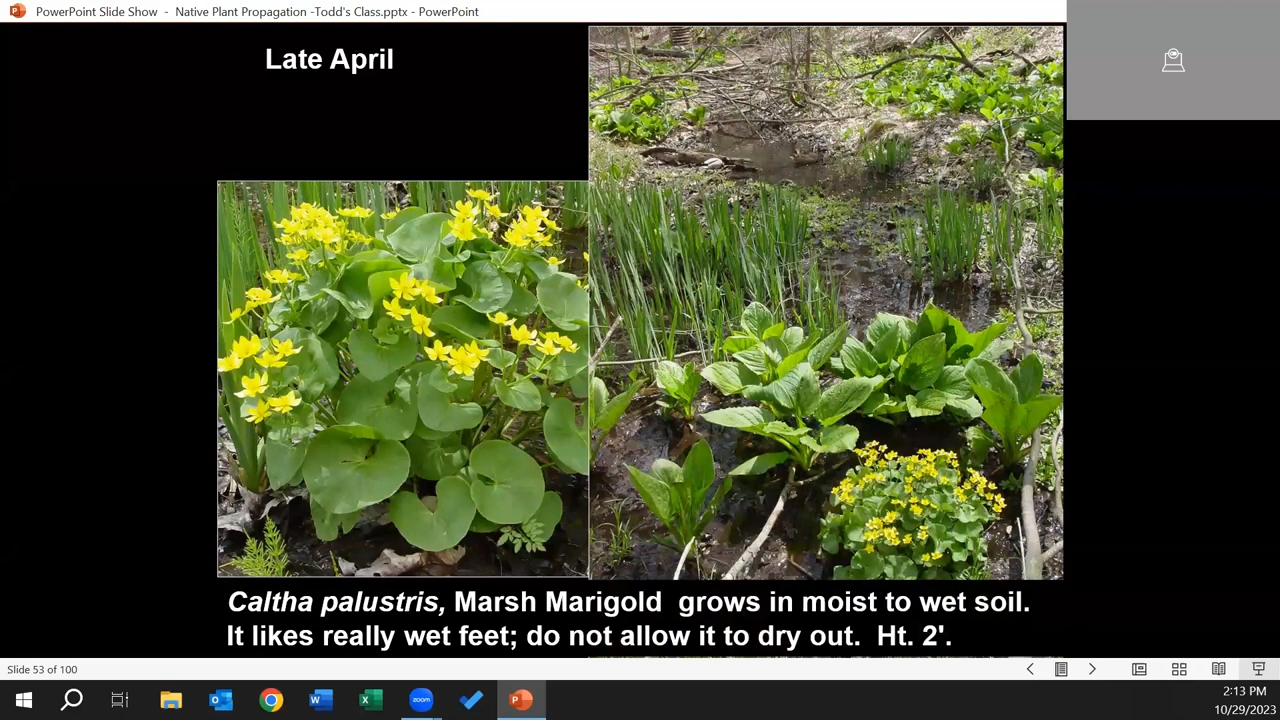 PowerPoint Slide Show - Native Plant Propagation -Todd's Class.pptx - PowerPoint
Late April
Caltha palustris, Marsh Marigold grows in moist to wet soil.
It likes really wet feet; do not allow it to dry out. Ht. 2'.
Slide 53 of 100
zoom
2:13 PM
10/29/2023